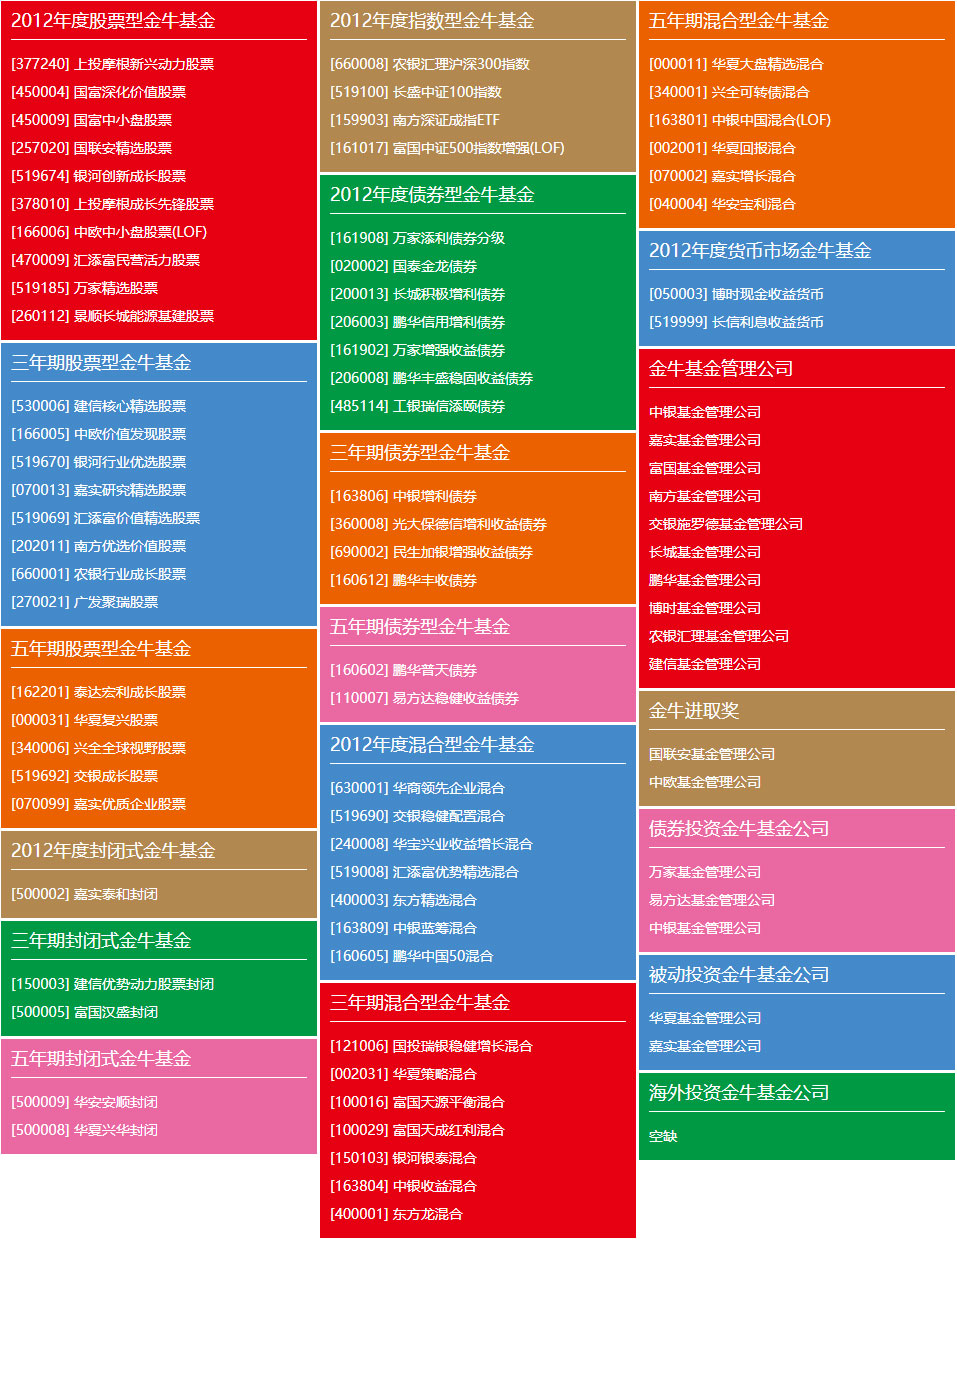 2012年度股票型金牛基金
[377240] 上投摩根新兴动力股票
[450004] 国富深化价值股票
[450009] 国富中小盘股票
[257020] 国联安精选股票
[519674] 银河创新成长股票
[378010] 上投摩根成长先锋股票
[166006] 中欧中小盘股票(LOF)
[470009] 汇添富民营活力股票
[519185] 万家精选股票
[260112] 景顺长城能源基建股票
三年期股票型金牛基金
[530006] 建信核心精选股票
[166005] 中欧价值发现股票
[519670] 银河行业优选股票
[070013] 嘉实研究精选股票
[519069] 汇添富价值精选股票
[202011] 南方优选价值股票
[660001] 农银行业成长股票
[270021] 广发聚瑞股票
五年期股票型金牛基金
[162201] 泰达宏利成长股票
[000031] 华夏复兴股票
[340006] 兴全全球视野股票
[519692] 交银成长股票
[070099] 嘉实优质企业股票
2012年度封闭式金牛基金
[500002] 嘉实泰和封闭
三年期封闭式金牛基金
[150003] 建信优势动力股票封闭
[500005] 富国汉盛封闭
五年期封闭式金牛基金
[500009] 华安安顺封闭
[500008] 华夏兴华封闭
2012年度指数型金牛基金
[660008] 农银汇理沪深300指数
[519100] 长盛中证100指数
[159903] 南方深证成指ETF
[161017] 富国中证500指数增强(LOF)
2012年度债券型金牛基金
[161908] 万家添利债券分级
[020002] 国泰金龙债券
[200013] 长城积极增利债券
[206003] 鹏华信用增利债券
[161902] 万家增强收益债券
[206008] 鹏华丰盛稳固收益债券
[485114] 工银瑞信添颐债券
三年期债券型金牛基金
[163806] 中银增利债券
[360008] 光大保德信增利收益债券
[690002] 民生加银增强收益债券
[160612] 鹏华丰收债券
五年期债券型金牛基金
[160602] 鹏华普天债券
[110007] 易方达稳健收益债券
2012年度混合型金牛基金
[630001] 华商领先企业混合
[519690] 交银稳健配置混合
[240008] 华宝兴业收益增长混合
[519008] 汇添富优势精选混合
[400003] 东方精选混合
[163809] 中银蓝筹混合
[160605] 鹏华中国50混合
三年期混合型金牛基金
[121006] 国投瑞银稳健增长混合
[002031] 华夏策略混合
[100016] 富国天源平衡混合
[100029] 富国天成红利混合
[150103] 银河银泰混合
[163804] 中银收益混合
[400001] 东方龙混合
五年期混合型金牛基金
[000011] 华夏大盘精选混合
[340001] 兴全可转债混合
[163801] 中银中国混合(LOF)
[002001] 华夏回报混合
[070002] 嘉实增长混合
[040004] 华安宝利混合
2012年度货币市场金牛基金
[050003] 博时现金收益货币
[519999] 长信利息收益货币
金牛基金管理公司
中银基金管理公司
嘉实基金管理公司
富国基金管理公司
南方基金管理公司
交银施罗德基金管理公司
长城基金管理公司
鹏华基金管理公司
博时基金管理公司
农银汇理基金管理公司
建信基金管理公司
金牛进取奖
国联安基金管理公司
中欧基金管理公司
债券投资金牛基金公司
万家基金管理公司
易方达基金管理公司
中银基金管理公司
被动投资金牛基金公司
华夏基金管理公司
嘉实基金管理公司
海外投资金牛基金公司
空缺